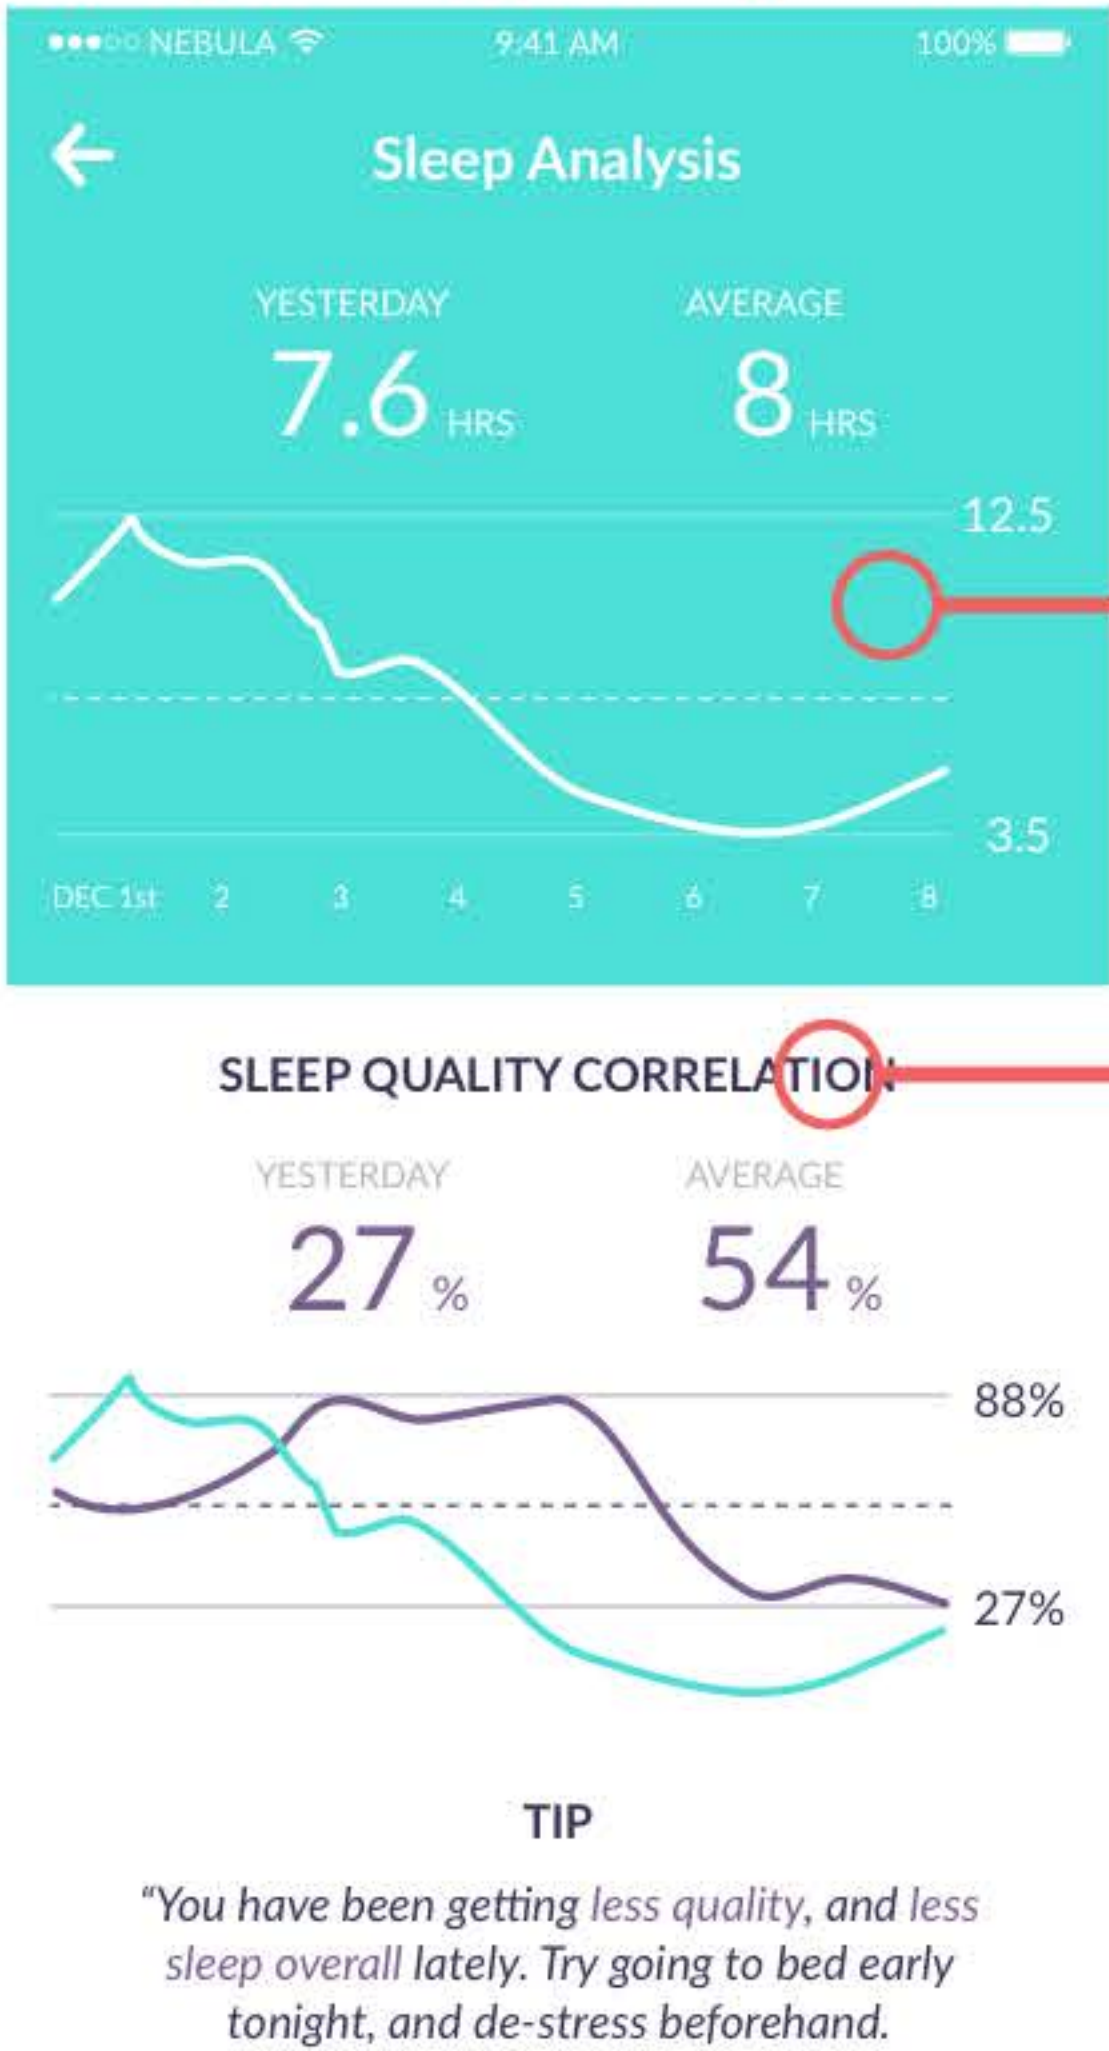 NEBULA 9:41 AM 100%
Sleep Analysis
YESTERDAY AVERAGE
7.6 HRS 8 HRS
12.5
3.5
DEC 1st 2 3 4 5 6 7 8
SLEEP QUALITY CORRELATION
YESTERDAY AVERAGE
27 % 54 %
88%
27%
TIP
“You have been getting less quality, and less
sleep overall lately. Try going to bed early
tonight, and de-stress beforehand.